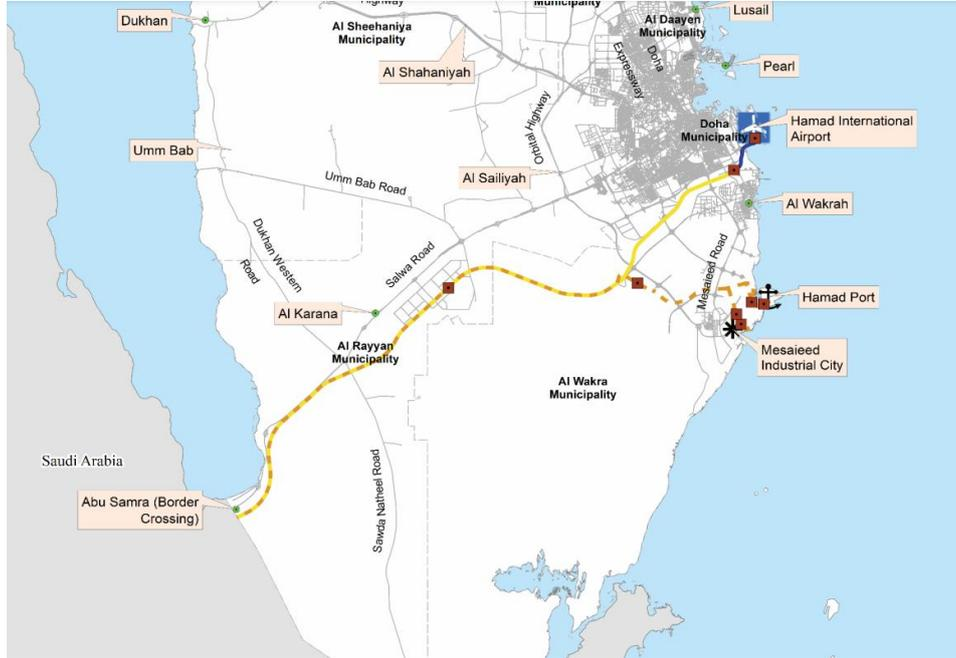 Highway
Municipality
Lusail
Dukhan
Al Sheehaniya
Municipality
Al Daayen
Municipality
Doha
Expressway
Al Shahaniyah
Pearl
Orbital Highway
Doha
Municipality
Hamad International
Airport
Umm Bab
Umm Bab Road
Al Sailiyah
Al Wakrah
Dukhan Western
Road
Salwa Road
Mesaieed Road
Hamad Port
Al Karana
Al Rayyan
Municipality
Mesaieed
Industrial City
Al Wakra
Municipality
Saudi Arabia
Sawda Natheel Road
Abu Samra (Border
Crossing)